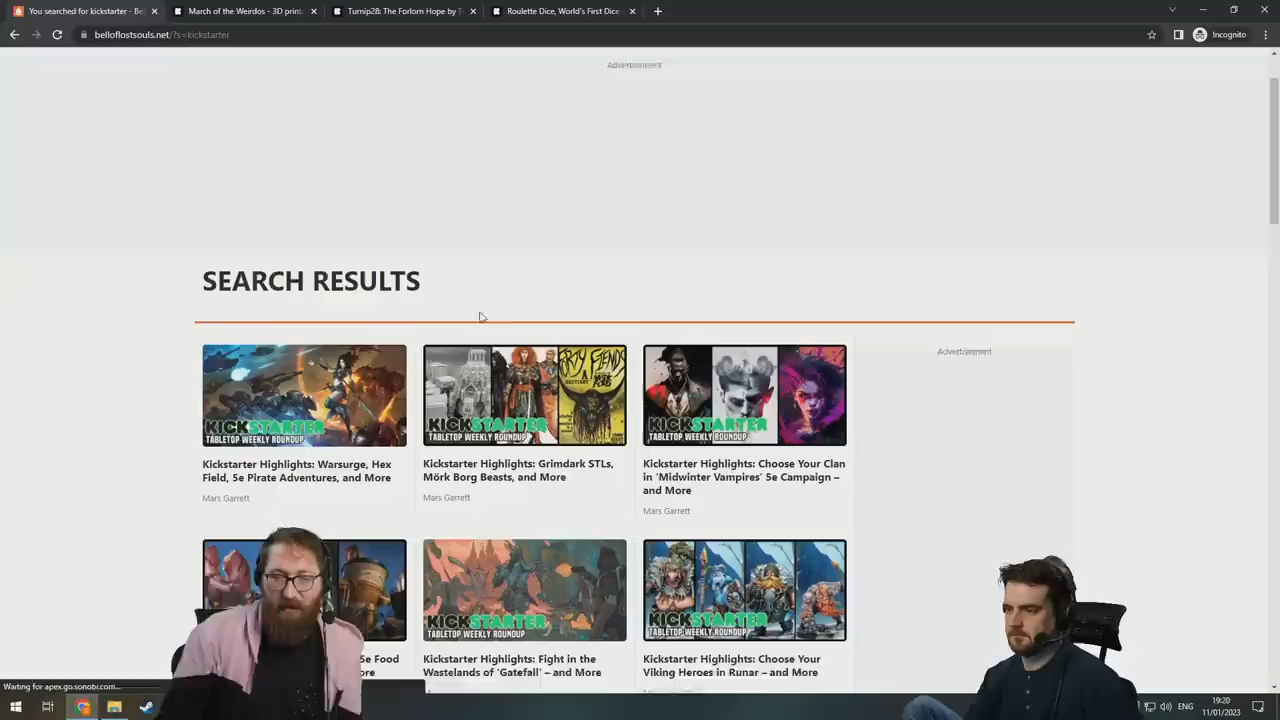 You searched for kickstarter - Be
March of the Weirdos - 3D print
Turnip28: The Forlorn Hope by T
Roulette Dice, World's First Dice
belloflostsouls.net/?s=kickstarter
Incognito
Advertisement
SEARCH RESULTS
Advertisement
KICKSTARTER
TABLETOP WEEKLY ROUNDUP
KICKSTARTER
TABLETOP WEEKLY ROUNDUP
KICKSTARTER
TABLETOP WEEKLY ROUNDUP
Kickstarter Highlights: Warsurge, Hex
Field, 5e Pirate Adventures, and More
Mars Garrett
Kickstarter Highlights: Grimdark STLs,
Mörk Borg Beasts, and More
Mars Garrett
Kickstarter Highlights: Choose Your Clan
in ‘Midwinter Vampires’ 5e Campaign –
and More
Mars Garrett
KICKSTARTER
TABLETOP WEEKLY ROUNDUP
KICKSTARTER
TABLETOP WEEKLY ROUNDUP
5e Food
Kickstarter Highlights: Fight in the
Wastelands of ‘Gatefall’ – and More
Kickstarter Highlights: Choose Your
Viking Heroes in Runar – and More
Waiting for apex.go.sonobi.com...
ENG
19:20
11/01/2023